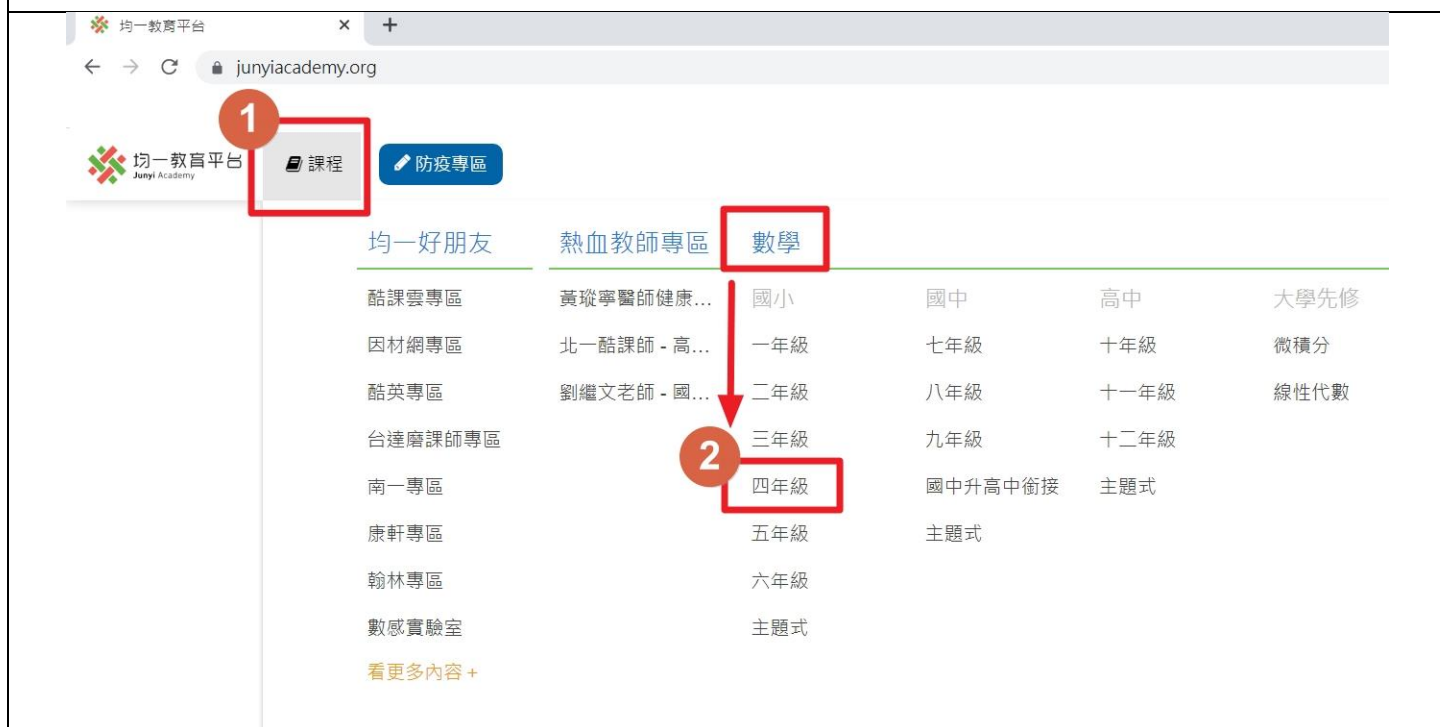 均一教育平台
junyiacademy.org
1
均一教育平台
Junyi Academy
課程
防疫專區
均一好朋友 熱血教師專區 數學
酷課雲專區 黃瑽寧醫師健康... 國小 國中 高中 大學先修
因材網專區 北一酷課師 - 高... 一年級 七年級 十年級 微積分
酷英專區 劉繼文老師 - 國... 二年級 八年級 十一年級 線性代數
台達磨課師專區 三年級 九年級 十二年級
2
南一專區 四年級 國中升高中銜接 主題式
康軒專區 五年級 主題式
翰林專區 六年級
數感實驗室 主題式
看更多內容 +